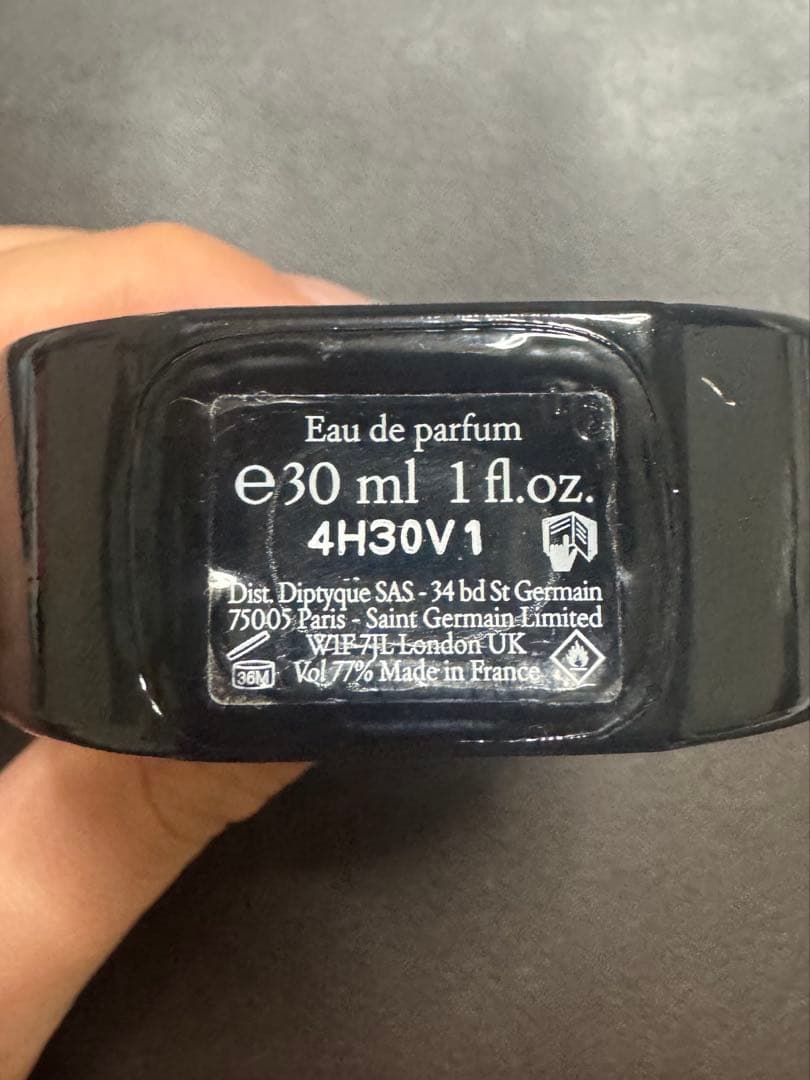 Eau de parfum
℮30 ml 1 fl.oz.
4H30V1
Dist. Diptyque SAS - 34 bd St Germain
75005 Paris - Saint Germain Limited
W1F 7JL London UK
36M Vol 77% Made in France